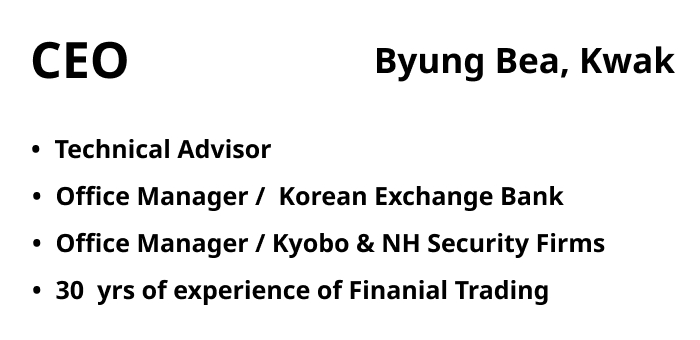 CEO Byung Bea, Kwak
• Technical Advisor
• Office Manager /  Korean Exchange Bank
• Office Manager / Kyobo & NH Security Firms
• 30  yrs of experience of Finanial Trading